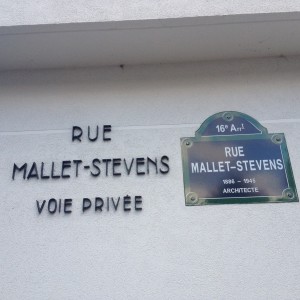 RUE
MALLET-STEVENS
VOIE PRIVÉE
16e Arrt
RUE
MALLET-STEVENS
1886 - 1945
ARCHITECTE